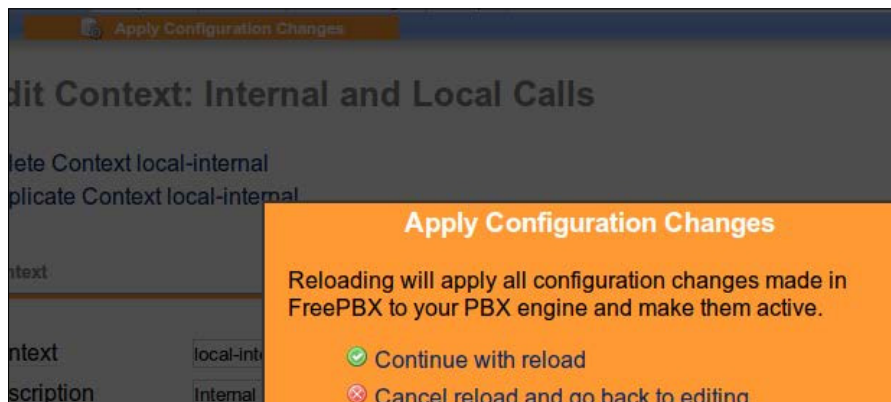 Apply Configuration Changes
dit Context: Internal and Local Calls
lete Context local-internal
plicate Context local-internal
Apply Configuration Changes
ntext
Reloading will apply all configuration changes made in
FreePBX to your PBX engine and make them active.
ntext local-inte
Continue with reload
scription Internal
Cancel reload and go back to editing